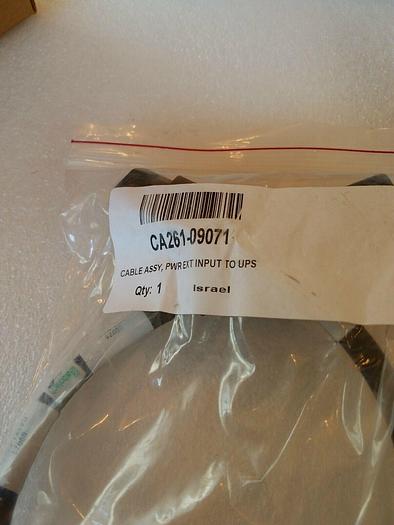 CA261-09071
CABLE ASSY, PWR EXT INPUT TO UPS
Qty: 1 Israel